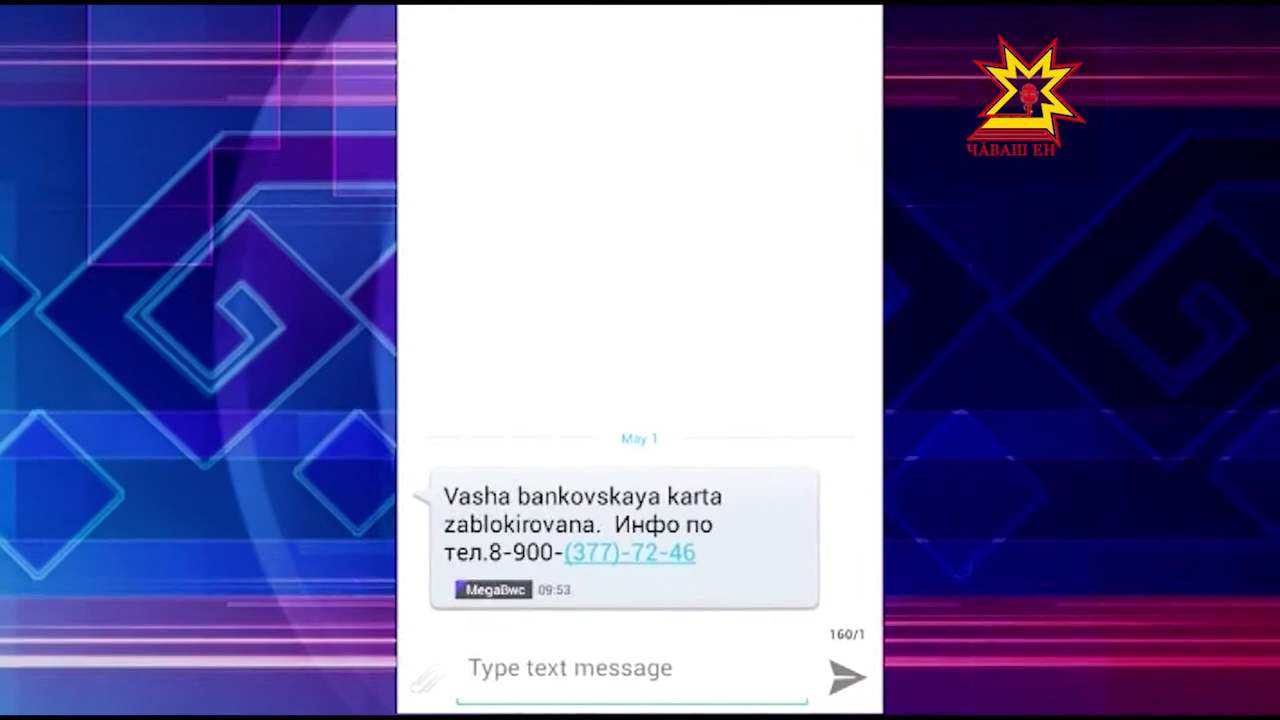 ЧӐВАШ ЕН
May 1
Vasha bankovskaya karta
zablokirovana. Инфо по
тел.8-900-(377)-72-46
MegaBwc 09:53
160/1
Type text message